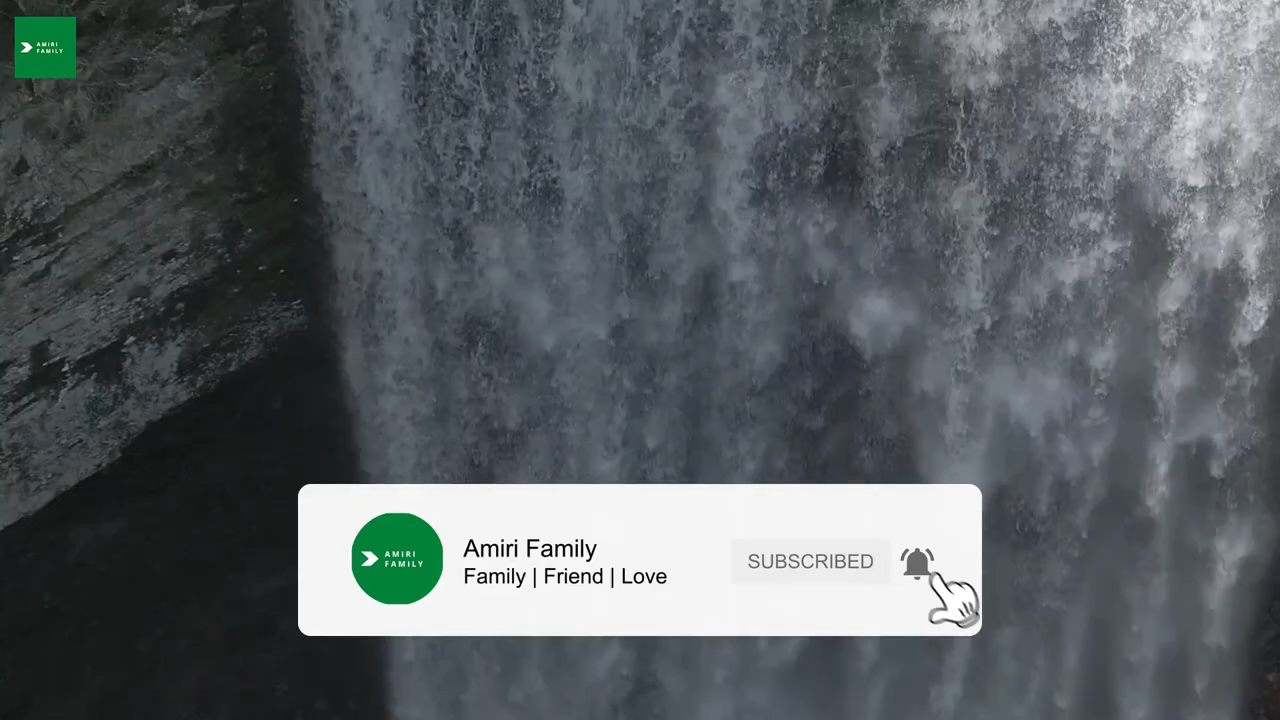 AMIRI
FAMILY
AMIRI
FAMILY
Amiri Family
Family | Friend | Love
SUBSCRIBED